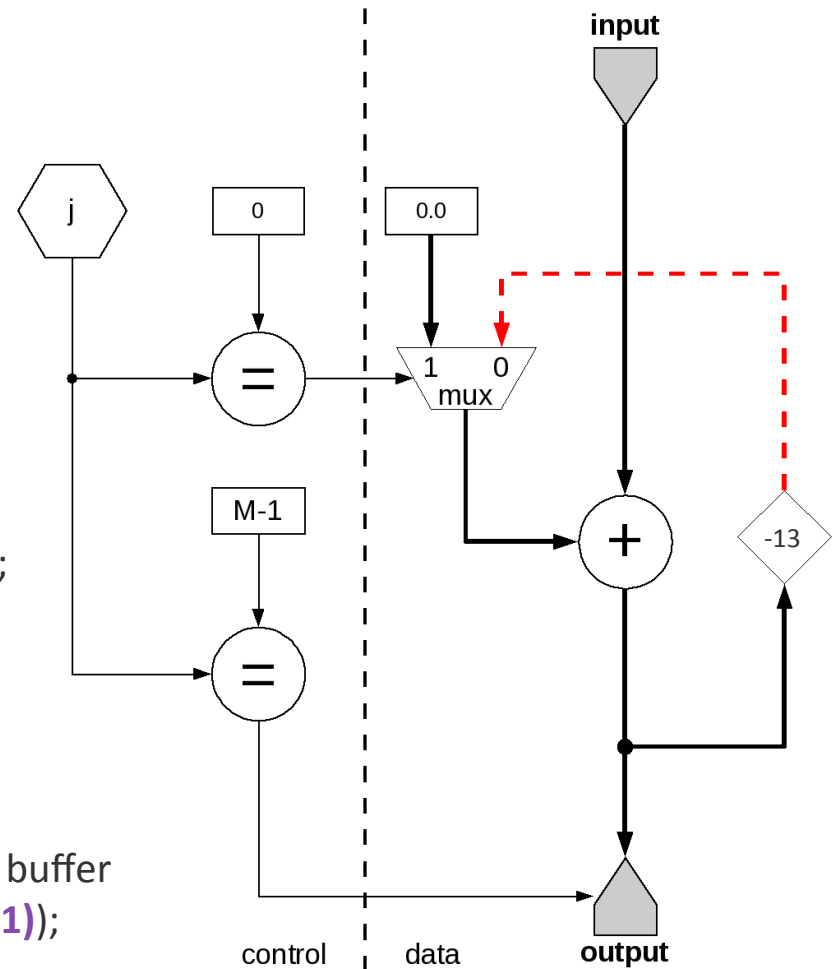 input
j
0
0.0
=
1 0
mux
M-1
+
-13
;
=
buffer
1));
control
data
output